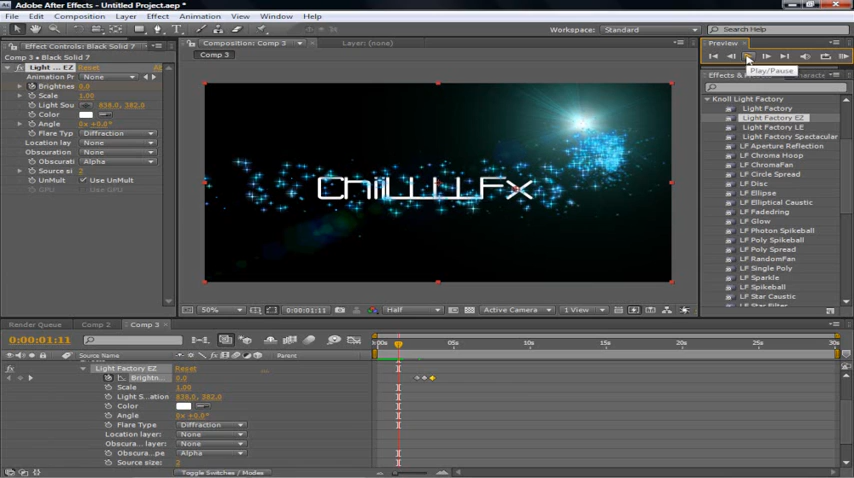 Adobe After Effects - Untitled Project.aep *
File Edit Composition Layer Effect Animation View Window Help
Workspace: Standard Search Help
Effect Controls: Black Solid 7
Comp 3 • Black Solid 7
Light ... EZ Reset
Animation Pr None
Brightnes 0.0
Scale 1.00
Light Sou 838.0, 382.0
Color
Angle 0x +0.0°
Flare Typ Diffraction
Location lay None
Obscuration None
Obscurati Alpha
Source si 2
UnMult Use UnMult
Composition: Comp 3
Layer: (none)
Comp 3
ChillLLLFx
50% 0:00:01:11 Half Active Camera 1 View
Preview
Play/Pause
Effects & Characte
Knoll Light Factory
Light Factory
Light Factory EZ
Light Factory LE
Light Factory Spectacular
LF Aperture Reflection
LF Chroma Hoop
LF ChromaFan
LF Circle Spread
LF Disc
LF Ellipse
LF Elliptical Caustic
LF Fadedring
LF Glow
LF Photon Spikeball
LF Poly Spikeball
LF Poly Spread
LF RandomFan
LF Single Poly
LF Sparkle
LF Spikeball
LF Star Caustic
LF Star Filter
Render Queue Comp 2 Comp 3
0:00:01:11
Source Name Parent
:00s 05s 10s 15s 20s 25s 30s
Light Factory EZ Reset
Brightn... 0.0
Scale 1.00
Light S...ation 838.0, 382.0
Color
Angle 0x +0.0°
Flare Type Diffraction
Location layer: None
Obscura... layer: None
Obscura...pe Alpha
Source size: 2
Toggle Switches / Modes